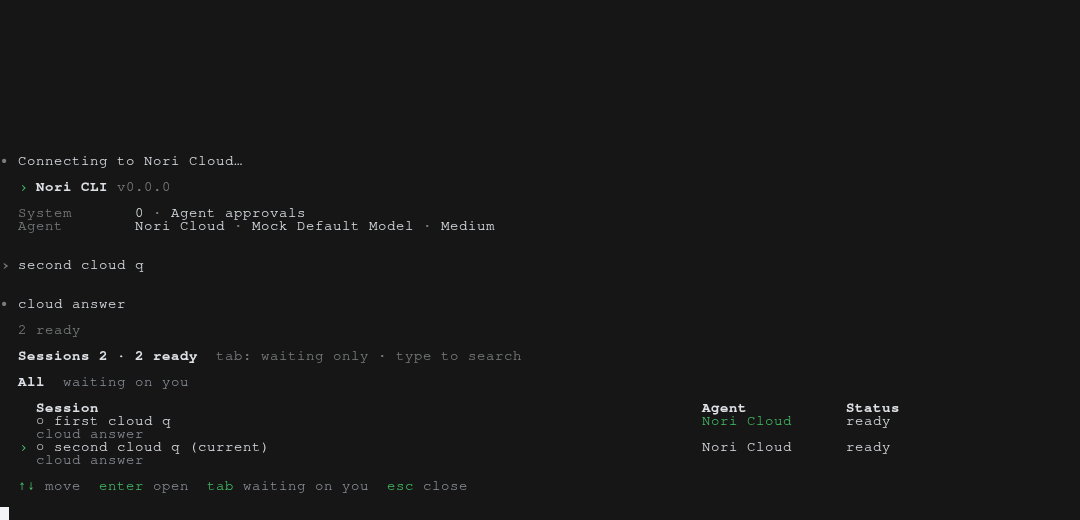 • Connecting to Nori Cloud…
› Nori CLI v0.0.0
System 0 · Agent approvals
Agent Nori Cloud · Mock Default Model · Medium
› second cloud q
• cloud answer
2 ready
Sessions 2 · 2 ready tab: waiting only · type to search
All waiting on you
Session Agent Status
○ first cloud q Nori Cloud ready
cloud answer
› ○ second cloud q (current) Nori Cloud ready
cloud answer
↑↓ move enter open tab waiting on you esc close